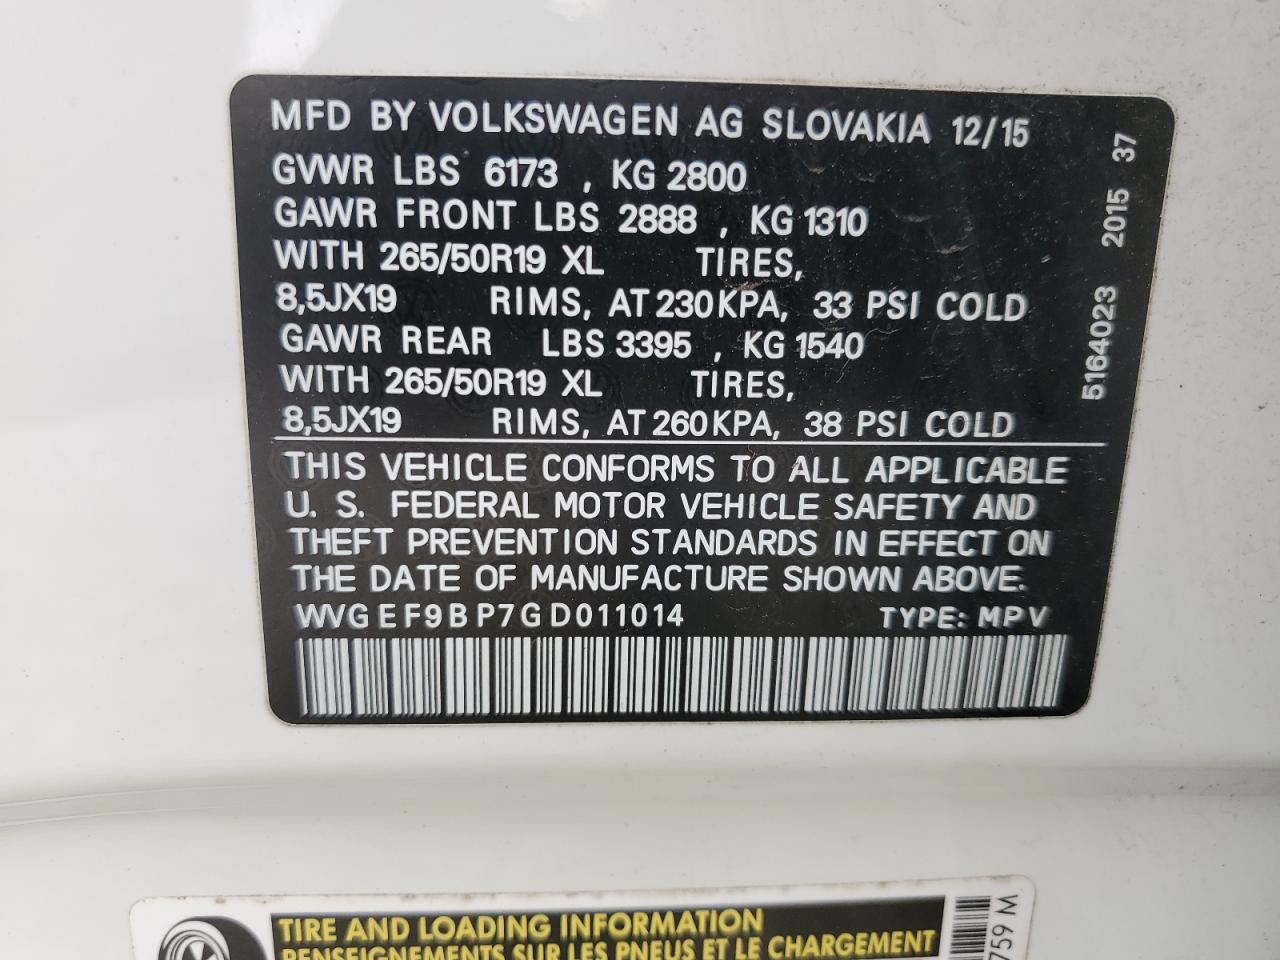 MFD BY VOLKSWAGEN AG SLOVAKIA 12/15
GVWR LBS 6173 , KG 2800
GAWR FRONT LBS 2888 , KG 1310
WITH 265/50R19 XL TIRES,
8,5JX19 RIMS, AT 230 KPA, 33 PSI COLD
GAWR REAR LBS 3395 , KG 1540
WITH 265/50R19 XL TIRES,
8,5JX19 RIMS, AT 260 KPA, 38 PSI COLD
THIS VEHICLE CONFORMS TO ALL APPLICABLE
U. S. FEDERAL MOTOR VEHICLE SAFETY AND
THEFT PREVENTION STANDARDS IN EFFECT ON
THE DATE OF MANUFACTURE SHOWN ABOVE.
WVGEF9BP7GD011014 TYPE: MPV
5164023 2015 37
TIRE AND LOADING INFORMATION
RENSEIGNEMENTS SUR LES PNEUS ET LE CHARGEMENT
759 M